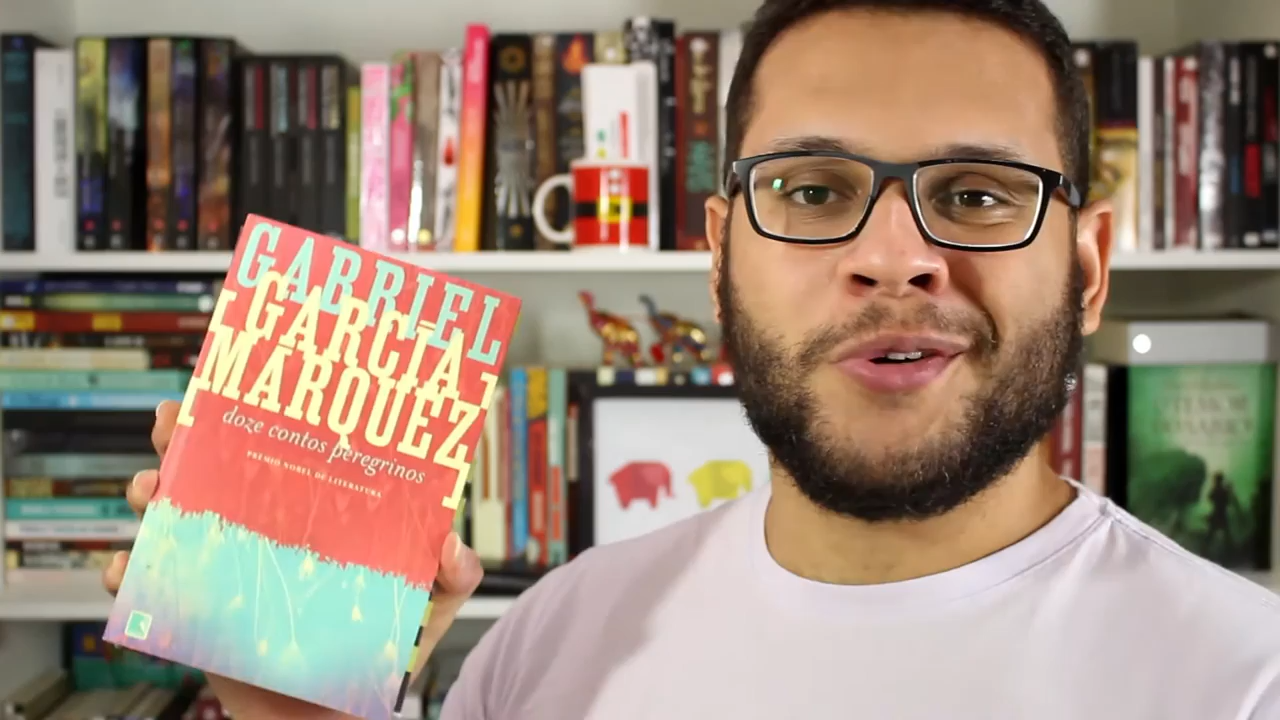 GABRIEL
GARCÍA
MÁRQUEZ
doze contos peregrinos
PRÊMIO NOBEL DE LITERATURA